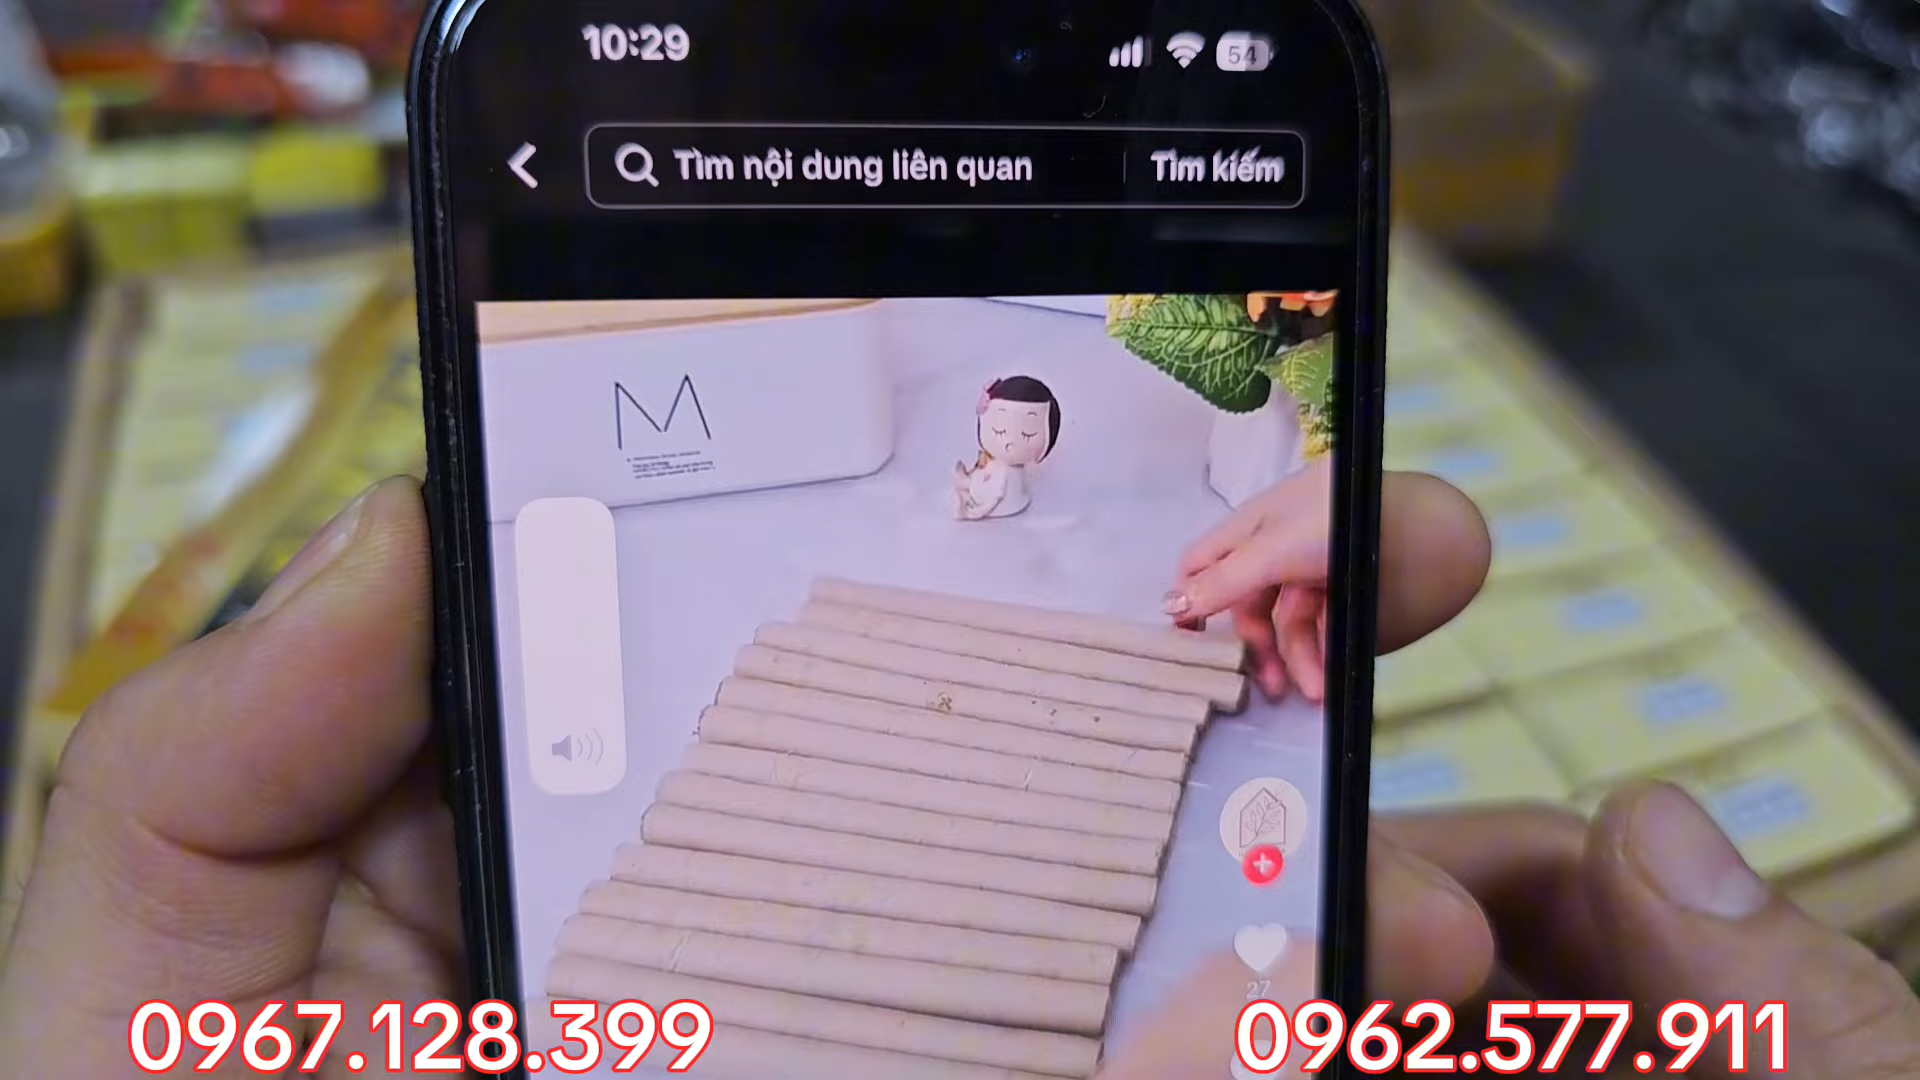 10:29
54
Tìm nội dung liên quan
Tìm kiếm
M
27
0967.128.399
0962.577.911